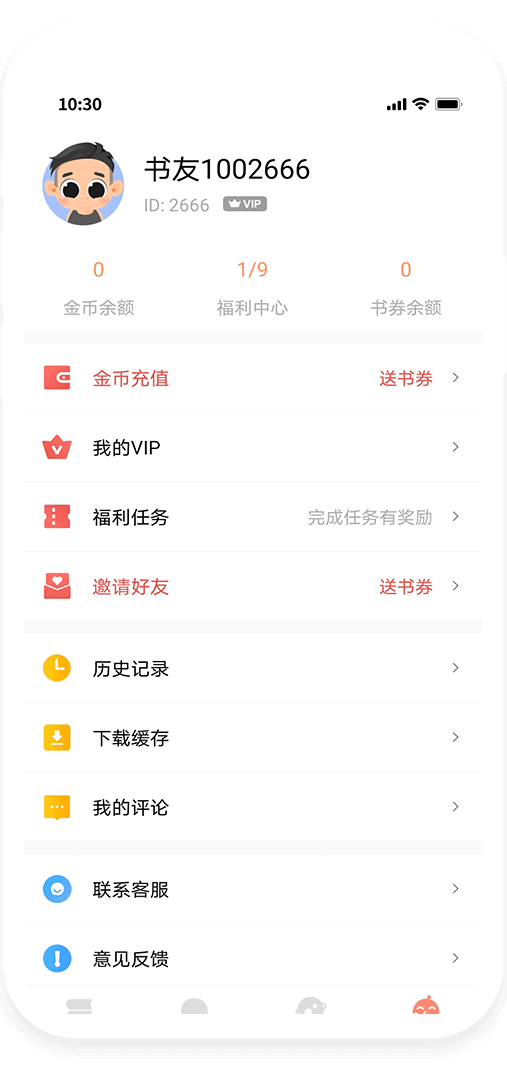 10:30
书友1002666
ID: 2666 VIP
0 1/9 0
金币余额 福利中心 书券余额
金币充值 送书券
我的VIP
福利任务 完成任务有奖励
邀请好友 送书券
历史记录
下载缓存
我的评论
联系客服
意见反馈